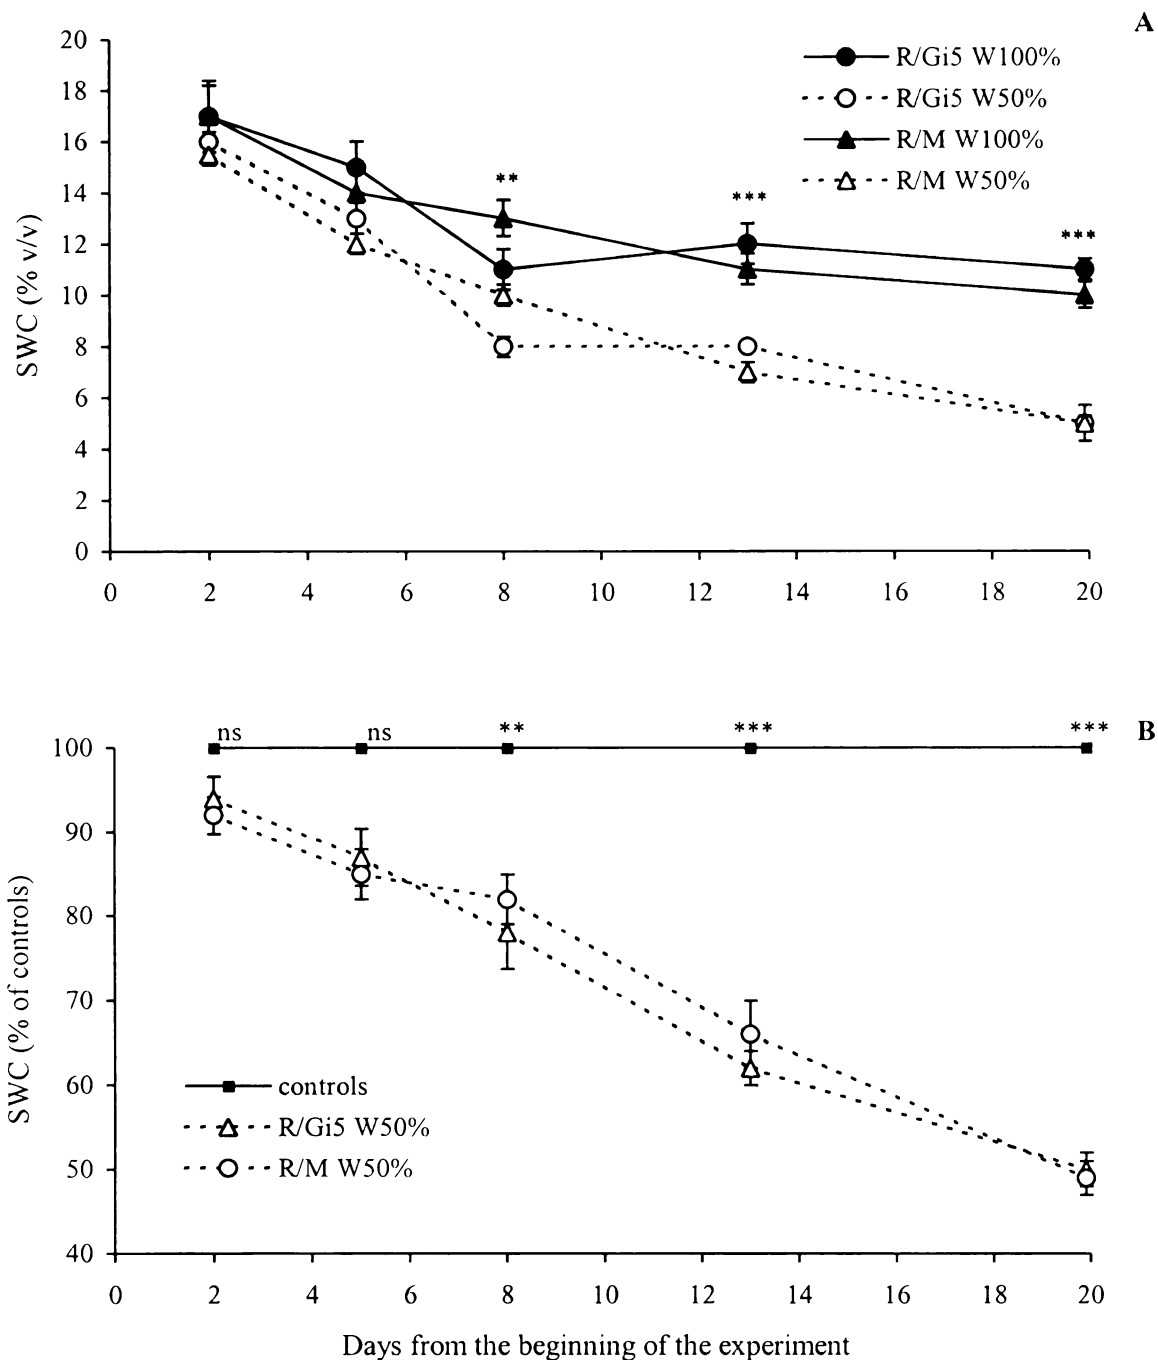 A
20
18
16
14
12
10
8
6
4
2
0
SWC (% v/v)
R/Gi5 W100%
R/Gi5 W50%
R/M W100%
R/M W50%
**
***
***
0 2 4 6 8 10 12 14 16 18 20
B
ns ns ** *** ***
100
90
80
70
60
50
40
SWC (% of controls)
controls
R/Gi5 W50%
R/M W50%
0 2 4 6 8 10 12 14 16 18 20
Days from the beginning of the experiment